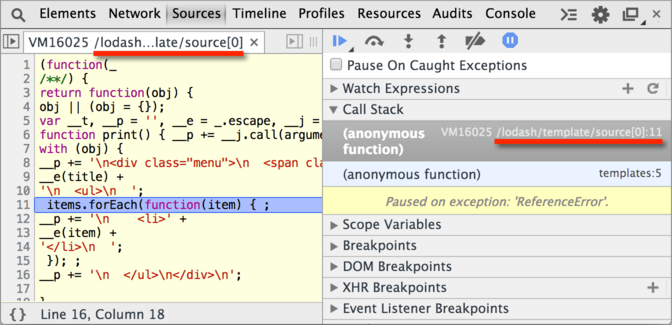 Elements Network Sources Timeline Profiles Resources Audits Console
VM16025 /lodash…late/source[0] ×
1 (function(_
2 /**/) {
3 return function(obj) {
4 obj || (obj = {});
5 var __t, __p = '', __e = _.escape, __j =
6 function print() { __p += __j.call(argume
7 with (obj) {
8 __p += '\n<div class="menu">\n  <span cl
9 __e(title) +
10 '\n  <ul>\n  ';
11 items.forEach(function(item) { ;
12 __p += '\n    <li>' +
13 __e(item) +
14 '</li>\n  ';
15 }); ;
16 __p += '\n  </ul>\n</div>\n';
17
18 }
{} Line 16, Column 18
Pause On Caught Exceptions
Watch Expressions
Call Stack
(anonymous function) VM16025 /lodash/template/source[0]:11
(anonymous function) templates:5
Paused on exception: 'ReferenceError'.
Scope Variables
Breakpoints
DOM Breakpoints
XHR Breakpoints
Event Listener Breakpoints